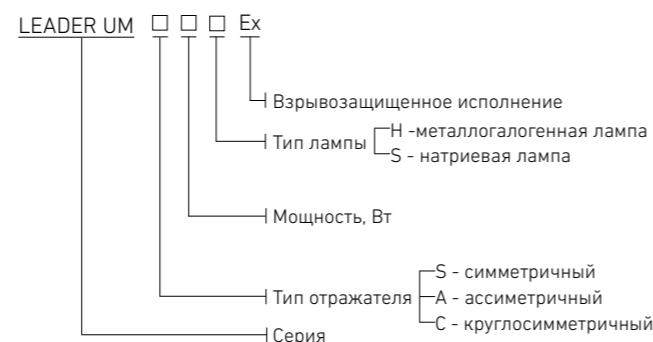 LEADER UM □ □ □ Ex
Взрывозащищенное исполнение
Тип лампы
H -металлогалогенная лампа
S - натриевая лампа
Мощность, Вт
Тип отражателя
S - симметричный
A - ассиметричный
C - круглосимметричный
Серия